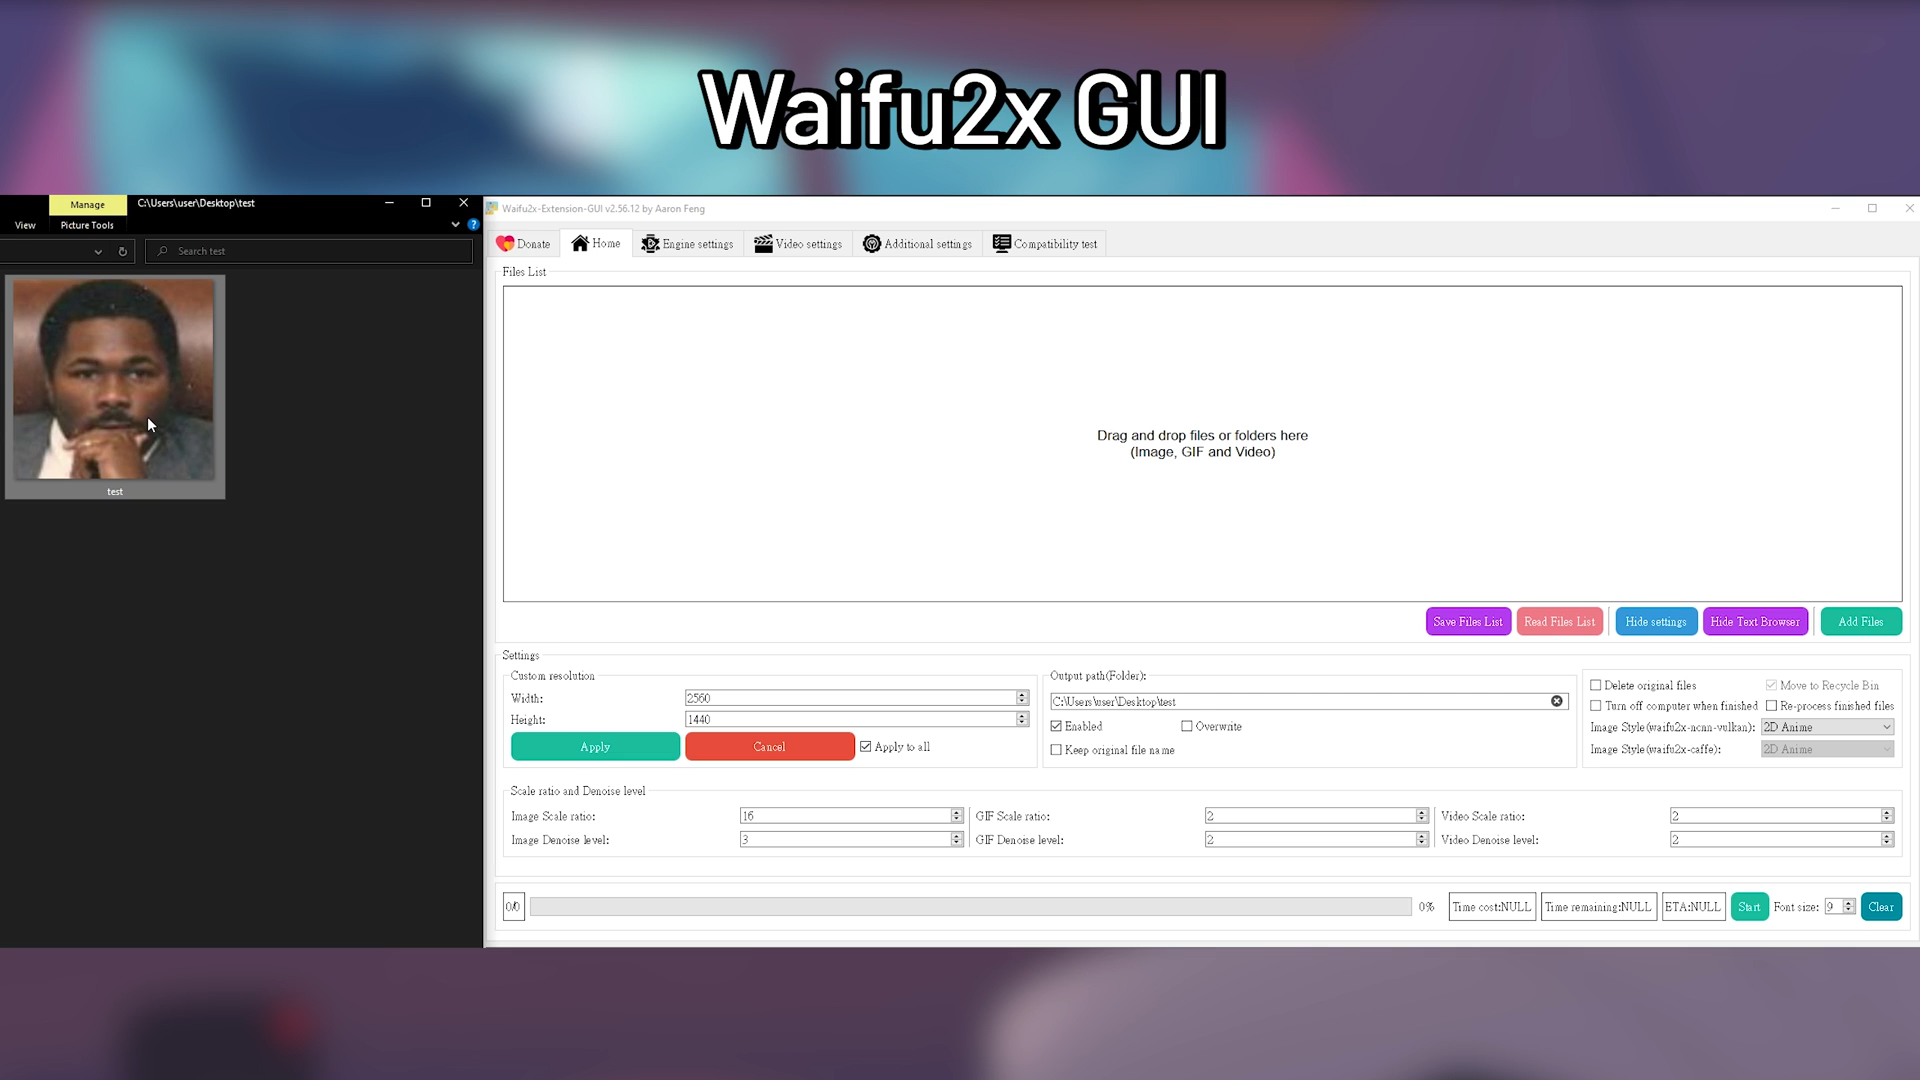 Waifu2x GUI
Manage
C:\Users\user\Desktop\test
View
Picture Tools
?
Search test
test
Waifu2x-Extension-GUI v2.56.12 by Aaron Feng
Donate
Home
Engine settings
Video settings
Additional settings
Compatibility test
Files List
Drag and drop files or folders here
(Image, GIF and Video)
Save Files List
Read Files List
Hide settings
Hide Text Browser
Add Files
Settings
Custom resolution
Width:
2560
Height:
1440
Apply
Cancel
Apply to all
Output path(Folder):
C:\Users\user\Desktop\test
Enabled
Overwrite
Keep original file name
Delete original files
Move to Recycle Bin
Turn off computer when finished
Re-process finished files
Image Style(waifu2x-ncnn-vulkan):
2D Anime
Image Style(waifu2x-caffe):
2D Anime
Scale ratio and Denoise level
Image Scale ratio:
16
GIF Scale ratio:
2
Video Scale ratio:
2
Image Denoise level:
3
GIF Denoise level:
2
Video Denoise level:
2
0/0
0%
Time cost:NULL
Time remaining:NULL
ETA:NULL
Start
Font size:
9
Clear